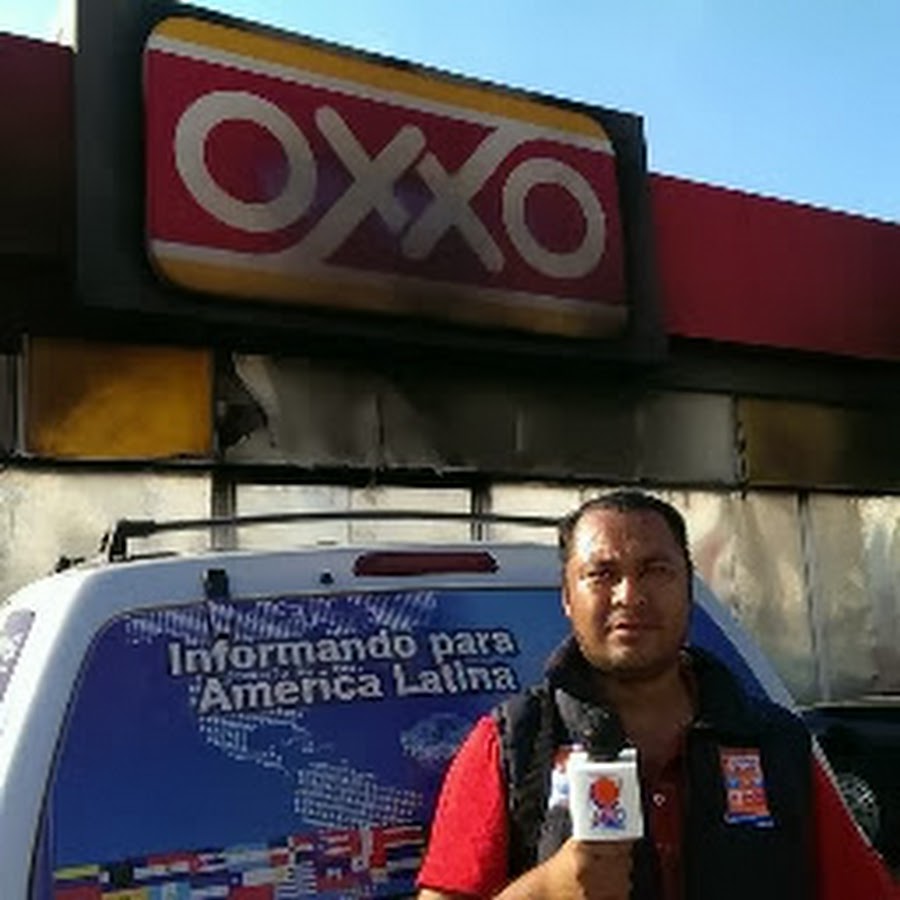 OXXO
Informando para
America Latina